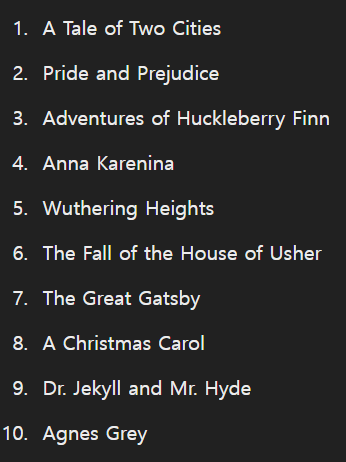 1. A Tale of Two Cities
2. Pride and Prejudice
3. Adventures of Huckleberry Finn
4. Anna Karenina
5. Wuthering Heights
6. The Fall of the House of Usher
7. The Great Gatsby
8. A Christmas Carol
9. Dr. Jekyll and Mr. Hyde
10. Agnes Grey